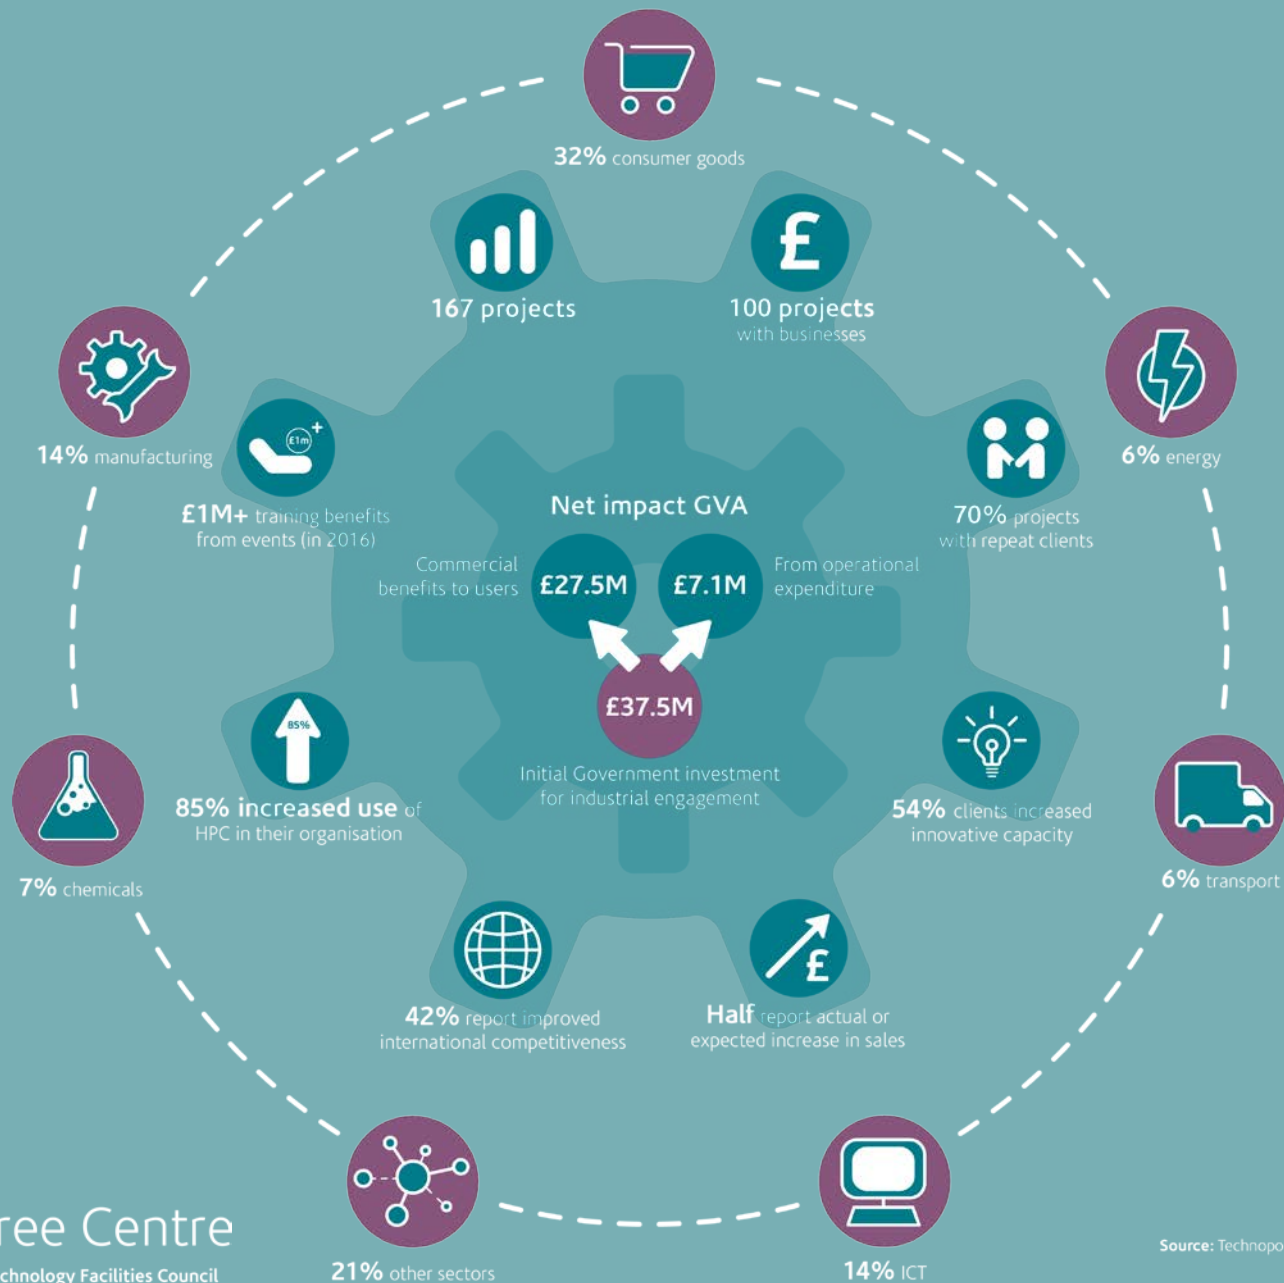 32% consumer goods
167 projects
100 projects
with businesses
14% manufacturing
6% energy
£1m
+
£1M+ training benefits
from events (in 2016)
70% projects
with repeat clients
Net impact GVA
Commercial
benefits to users
£27.5M
£7.1M
From operational
expenditure
£37.5M
Initial Government investment
for industrial engagement
85%
85% increased use of
HPC in their organisation
54% clients increased
innovative capacity
7% chemicals
6% transport
£
42% report improved
international competitiveness
Half report actual or
expected increase in sales
ree Centre
chnology Facilities Council
21% other sectors
14% ICT
Source: Technopo